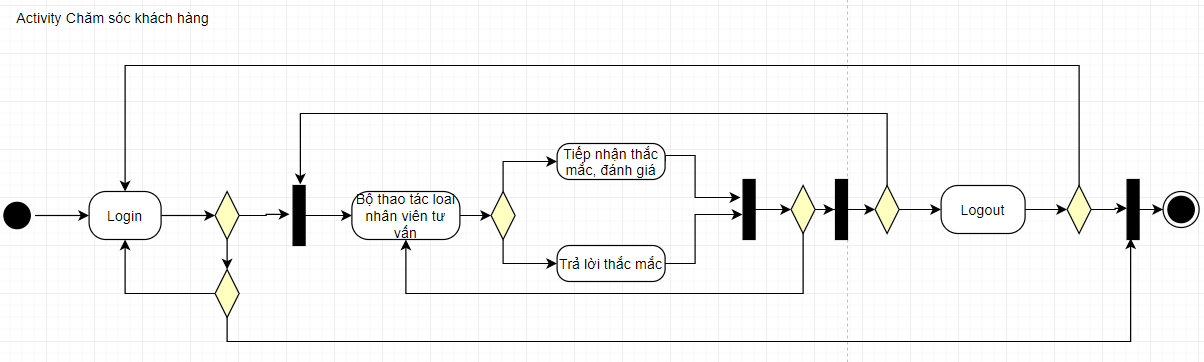 Activity Chăm sóc khách hàng
Tiếp nhận thắc
mắc, đánh giá
Login
Bộ thao tác loại
nhân viên tư
vấn
Logout
Trả lời thắc mắc